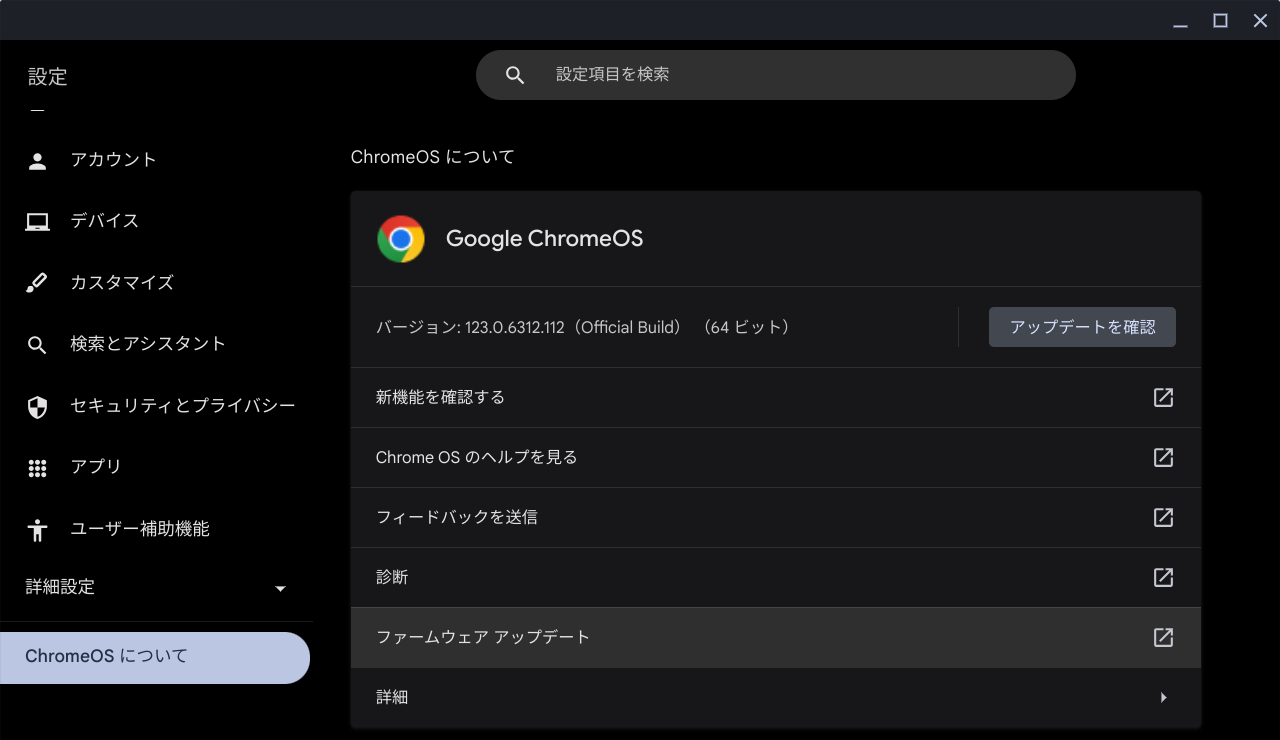 設定
設定項目を検索
アカウント
デバイス
カスタマイズ
検索とアシスタント
セキュリティとプライバシー
アプリ
ユーザー補助機能
詳細設定
ChromeOS について
ChromeOS について
Google ChromeOS
バージョン: 123.0.6312.112（Official Build） （64 ビット）
アップデートを確認
新機能を確認する
Chrome OS のヘルプを見る
フィードバックを送信
診断
ファームウェア アップデート
詳細